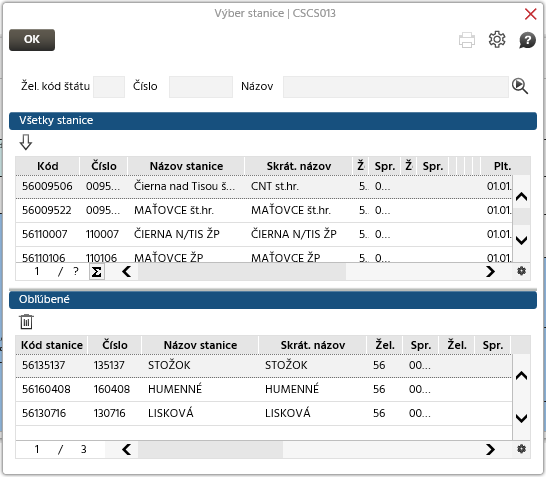 Výber stanice | CSCS013
OK
Žel. kód štátu Číslo Názov
Všetky stanice
Kód Číslo Názov stanice Skrát. názov Ž Spr. Ž Spr. Plt.
56009506 0095... Čierna nad Tisou š... CNT st.hr. 5. 0... 01.01.
56009522 0095... MAŤOVCE št.hr. MAŤOVCE št.hr. 5. 0... 01.01.
56110007 110007 ČIERNA N/TIS ŽP ČIERNA N/TIS ŽP 5. 0... 01.01.
56110106 110106 MAŤOVCE ŽP MAŤOVCE ŽP 5. 0... 01.01.
1 / ? Σ
Obľúbené
Kód stanice Číslo Názov stanice Skrát. názov Žel. Spr. Žel. Spr.
56135137 135137 STOŽOK STOŽOK 56 00...
56160408 160408 HUMENNÉ HUMENNÉ 56 00...
56130716 130716 LISKOVÁ LISKOVÁ 56 00...
1 / 3